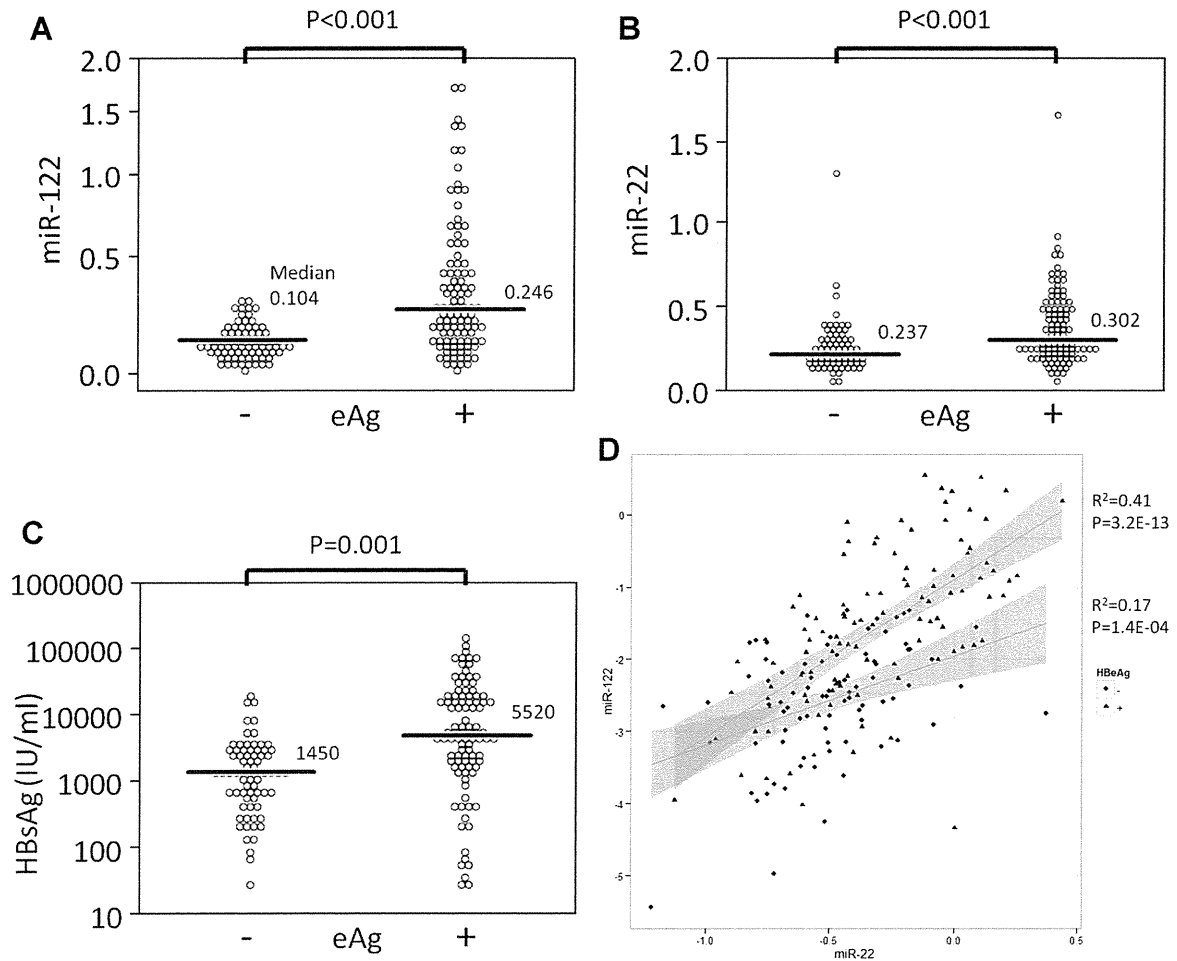 A
P<0.001
miR-122
2.0
1.5
1.0
0.5
0.0
Median
0.104
0.246
- eAg +
B
P<0.001
miR-22
2.0
1.5
1.0
0.5
0.0
0.237
0.302
- eAg +
C
P=0.001
HBsAg (IU/ml)
1000000
100000
10000
1000
100
10
1450
5520
- eAg +
D
miR-122
0
-1
-2
-3
-4
-5
-1.0 -0.5 0.0 0.5
miR-22
R²=0.41
P=3.2E-13
R²=0.17
P=1.4E-04
HBeAg
-
+